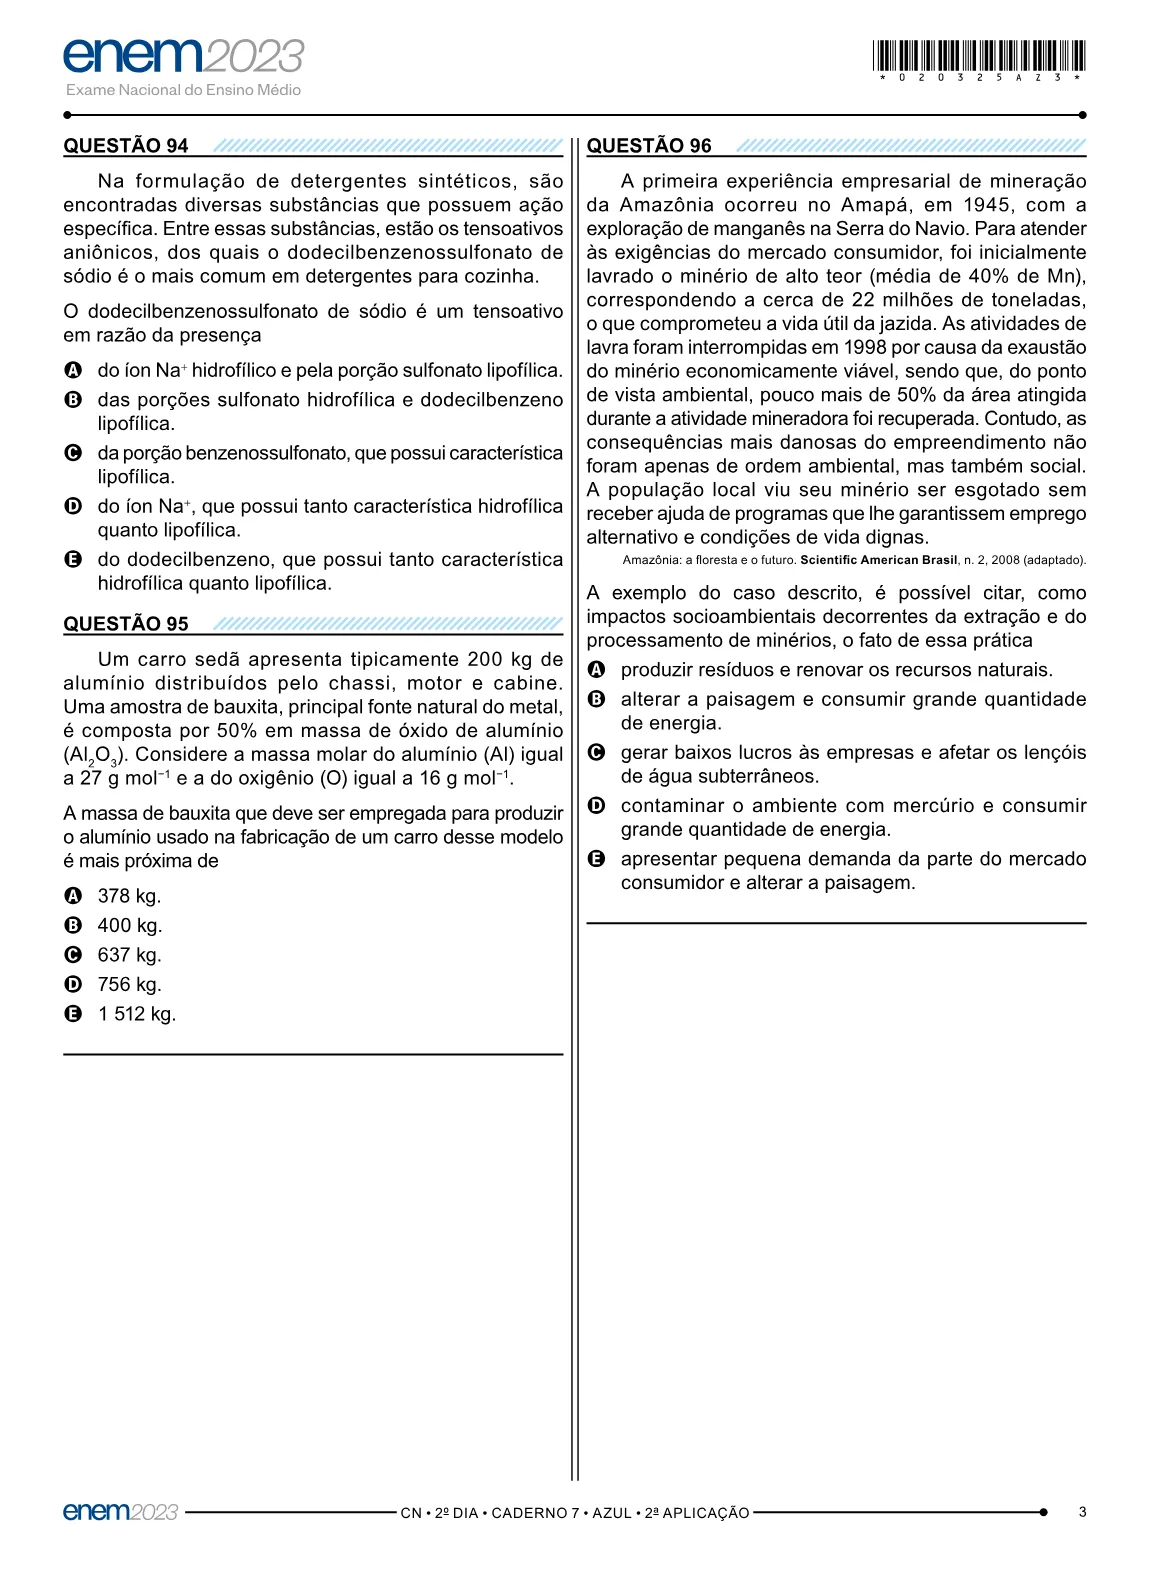 enem2023
Exame Nacional do Ensino Médio
*020325AZ3*
QUESTÃO 94
Na formulação de detergentes sintéticos, são
encontradas diversas substâncias que possuem ação
específica. Entre essas substâncias, estão os tensoativos
aniônicos, dos quais o dodecilbenzenossulfonato de
sódio é o mais comum em detergentes para cozinha.
O dodecilbenzenossulfonato de sódio é um tensoativo
em razão da presença
A do íon Na⁺ hidrofílico e pela porção sulfonato lipofílica.
B das porções sulfonato hidrofílica e dodecilbenzeno
lipofílica.
C da porção benzenossulfonato, que possui característica
lipofílica.
D do íon Na⁺, que possui tanto característica hidrofílica
quanto lipofílica.
E do dodecilbenzeno, que possui tanto característica
hidrofílica quanto lipofílica.
QUESTÃO 95
Um carro sedã apresenta tipicamente 200 kg de
alumínio distribuídos pelo chassi, motor e cabine.
Uma amostra de bauxita, principal fonte natural do metal,
é composta por 50% em massa de óxido de alumínio
(Al₂O₃). Considere a massa molar do alumínio (Al) igual
a 27 g mol⁻¹ e a do oxigênio (O) igual a 16 g mol⁻¹.
A massa de bauxita que deve ser empregada para produzir
o alumínio usado na fabricação de um carro desse modelo
é mais próxima de
A 378 kg.
B 400 kg.
C 637 kg.
D 756 kg.
E 1 512 kg.
QUESTÃO 96
A primeira experiência empresarial de mineração
da Amazônia ocorreu no Amapá, em 1945, com a
exploração de manganês na Serra do Navio. Para atender
às exigências do mercado consumidor, foi inicialmente
lavrado o minério de alto teor (média de 40% de Mn),
correspondendo a cerca de 22 milhões de toneladas,
o que comprometeu a vida útil da jazida. As atividades de
lavra foram interrompidas em 1998 por causa da exaustão
do minério economicamente viável, sendo que, do ponto
de vista ambiental, pouco mais de 50% da área atingida
durante a atividade mineradora foi recuperada. Contudo, as
consequências mais danosas do empreendimento não
foram apenas de ordem ambiental, mas também social.
A população local viu seu minério ser esgotado sem
receber ajuda de programas que lhe garantissem emprego
alternativo e condições de vida dignas.
Amazônia: a floresta e o futuro. Scientific American Brasil, n. 2, 2008 (adaptado).
A exemplo do caso descrito, é possível citar, como
impactos socioambientais decorrentes da extração e do
processamento de minérios, o fato de essa prática
A produzir resíduos e renovar os recursos naturais.
B alterar a paisagem e consumir grande quantidade
de energia.
C gerar baixos lucros às empresas e afetar os lençóis
de água subterrâneos.
D contaminar o ambiente com mercúrio e consumir
grande quantidade de energia.
E apresentar pequena demanda da parte do mercado
consumidor e alterar a paisagem.
enem2023
CN • 2º DIA • CADERNO 7 • AZUL • 2ª APLICAÇÃO
3